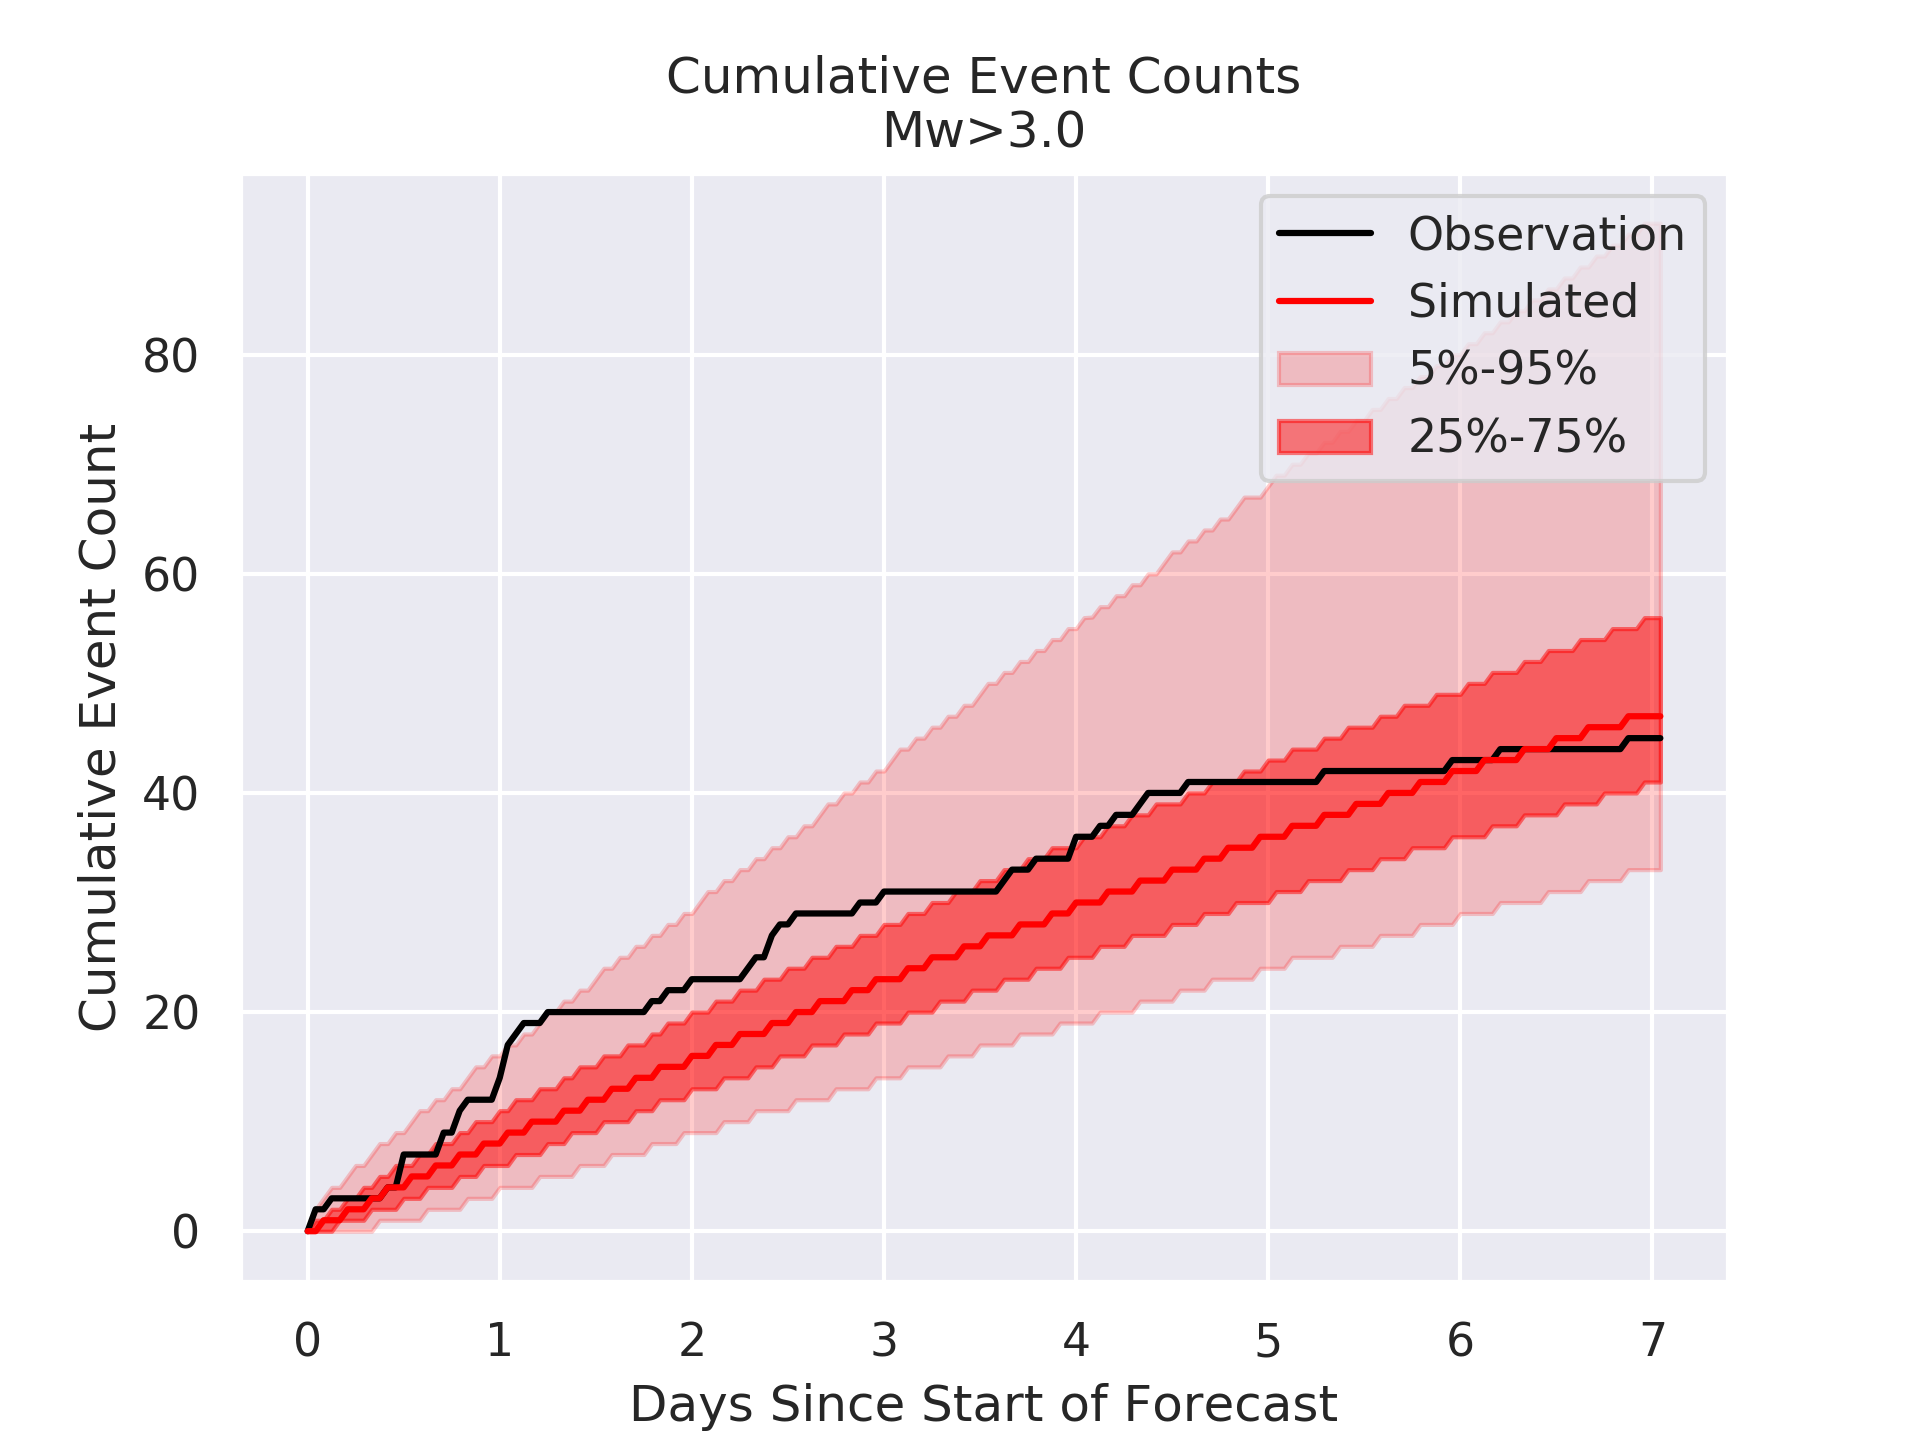 Cumulative Event Counts
Mw>3.0
Observation
Simulated
5%-95%
25%-75%
Cumulative Event Count
80
60
40
20
0
0 1 2 3 4 5 6 7
Days Since Start of Forecast